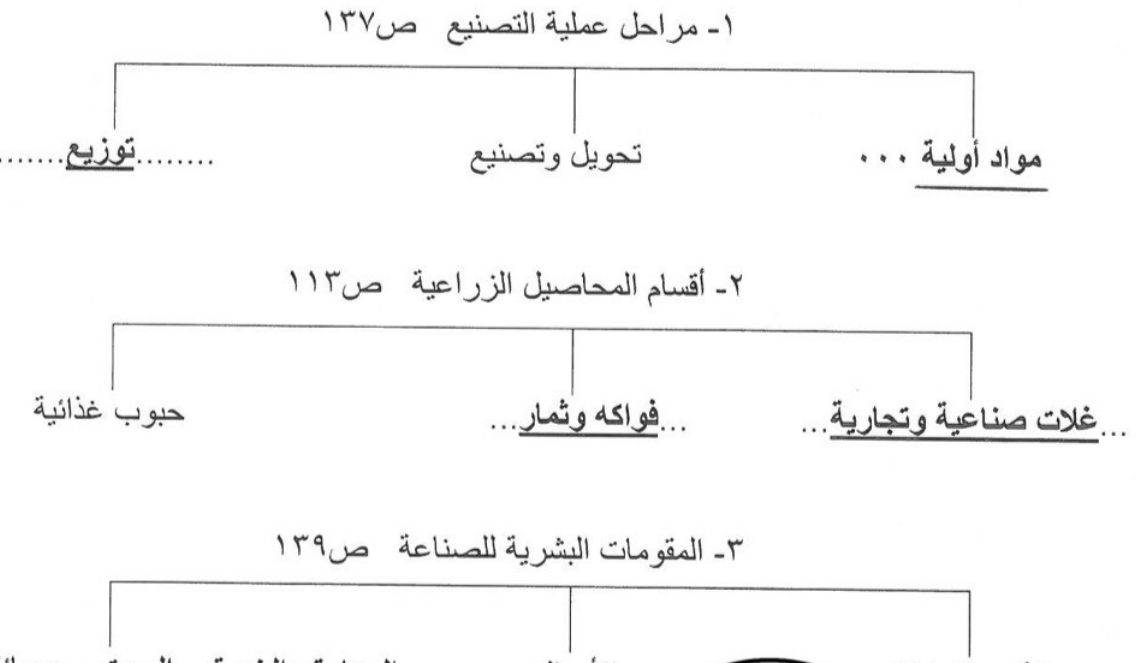 ١- مراحل عملية التصنيع ص١٣٧
مواد أولية ... تحويل وتصنيع ........توزيع.......
٢- أقسام المحاصيل الزراعية ص١١٣
...غلات صناعية وتجارية... ...فواكه وثمار... حبوب غذائية
٣- المقومات البشرية للصناعة ص١٣٩